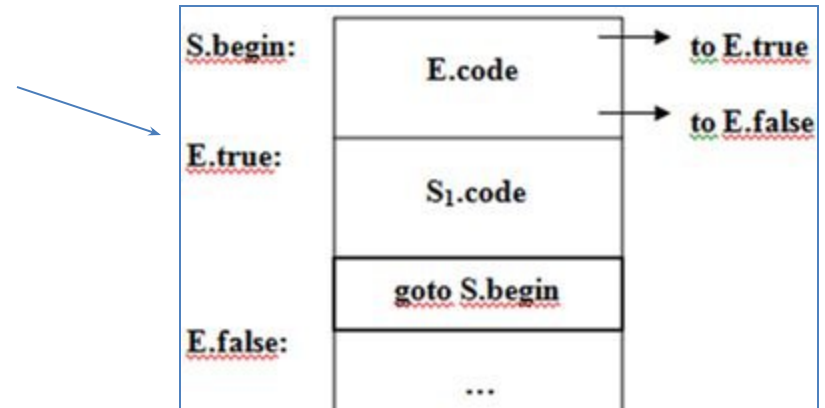 S.begin:
E.code
to E.true
to E.false
E.true:
S₁.code
goto S.begin
E.false:
...